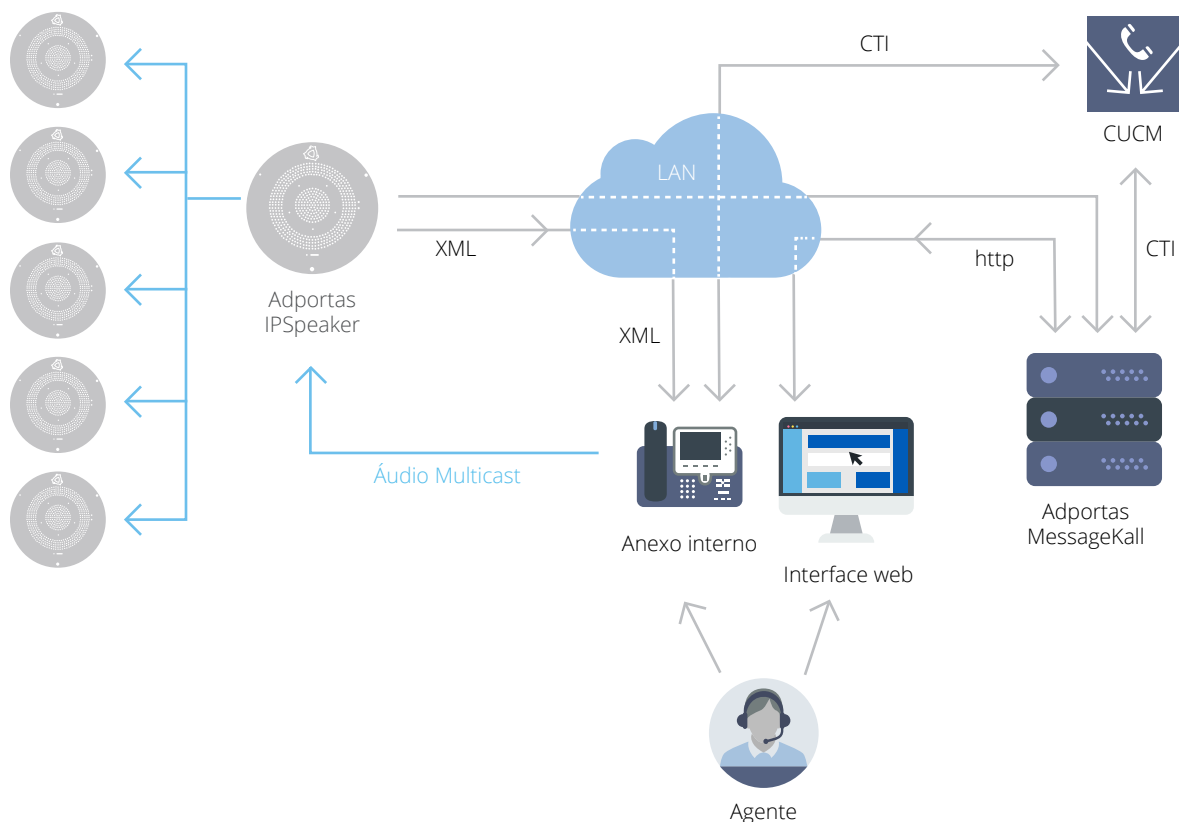 CTI
CUCM
LAN
XML
http
CTI
Adportas
IPSpeaker
XML
Áudio Multicast
Anexo interno
Interface web
Adportas
MessageKall
Agente